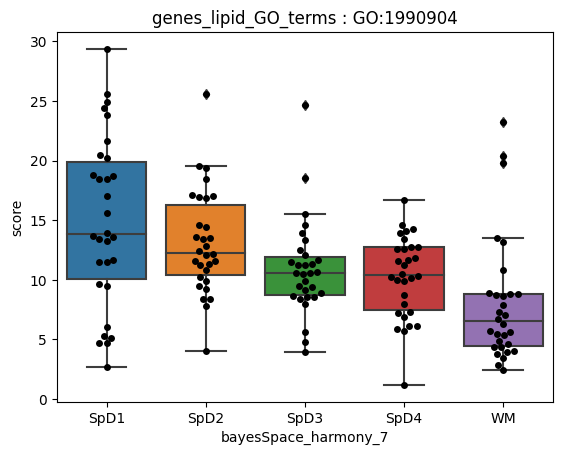 genes_lipid_GO_terms : GO:1990904
30
25
20
15
10
5
0
score
SpD1 SpD2 SpD3 SpD4 WM
bayesSpace_harmony_7